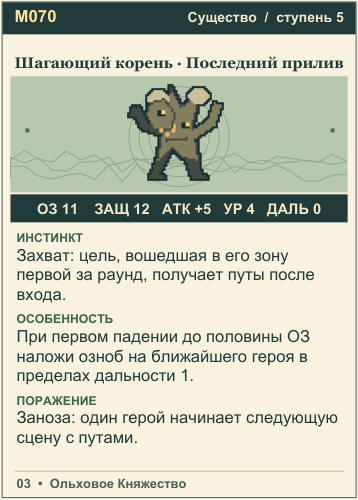 M070
Существо / ступень 5
Шагающий корень · Последний прилив
ОЗ 11 ЗАЩ 12 АТК +5 УР 4 ДАЛЬ 0
ИНСТИНКТ
Захват: цель, вошедшая в его зону
первой за раунд, получает путы после
входа.
ОСОБЕННОСТЬ
При первом падении до половины ОЗ
наложи озноб на ближайшего героя в
пределах дальности 1.
ПОРАЖЕНИЕ
Заноза: один герой начинает следующую
сцену с путами.
03 • Ольховое Княжество